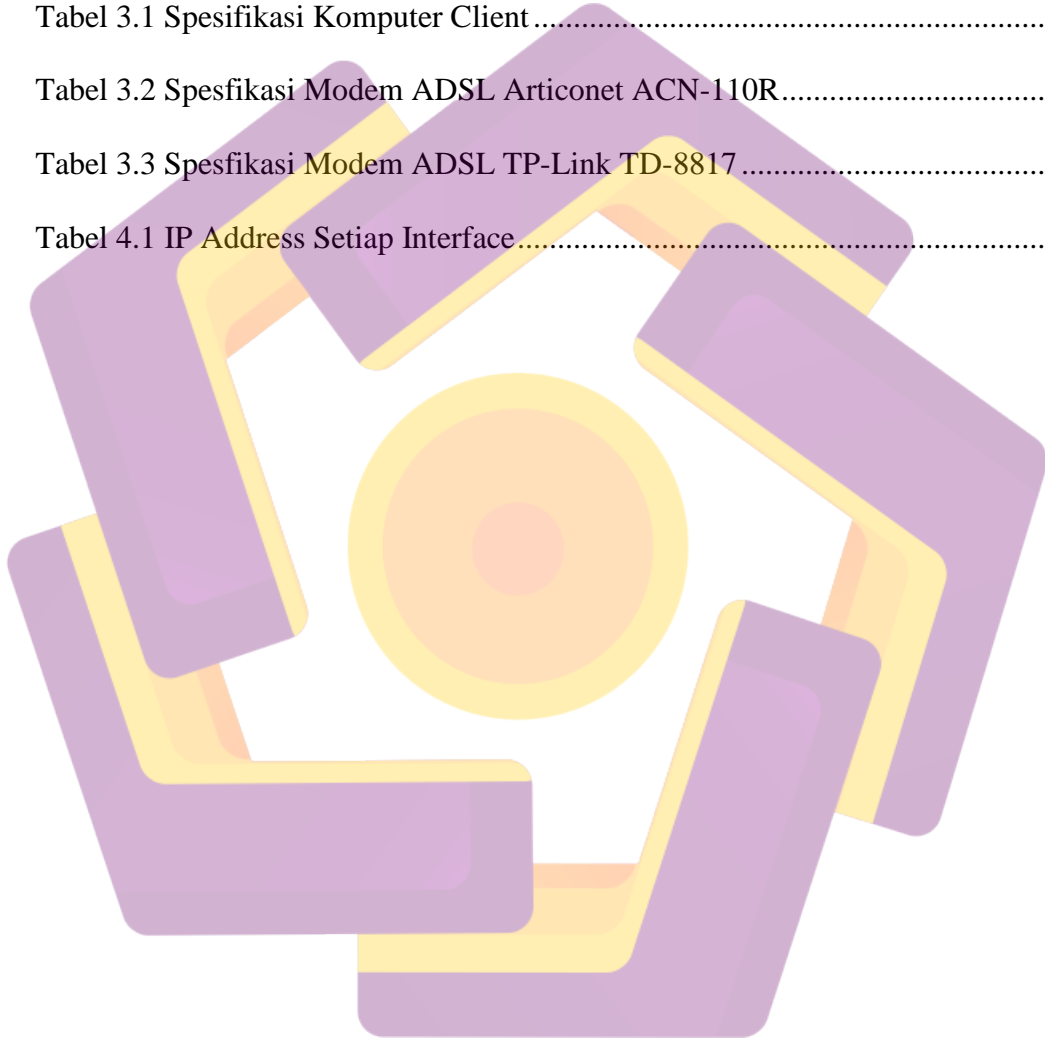 Tabel 3.1 Spesifikasi Komputer Client ................................................................
Tabel 3.2 Spesfikasi Modem ADSL Articonet ACN-110R.................................
Tabel 3.3 Spesfikasi Modem ADSL TP-Link TD-8817 ......................................
Tabel 4.1 IP Address Setiap Interface..................................................................